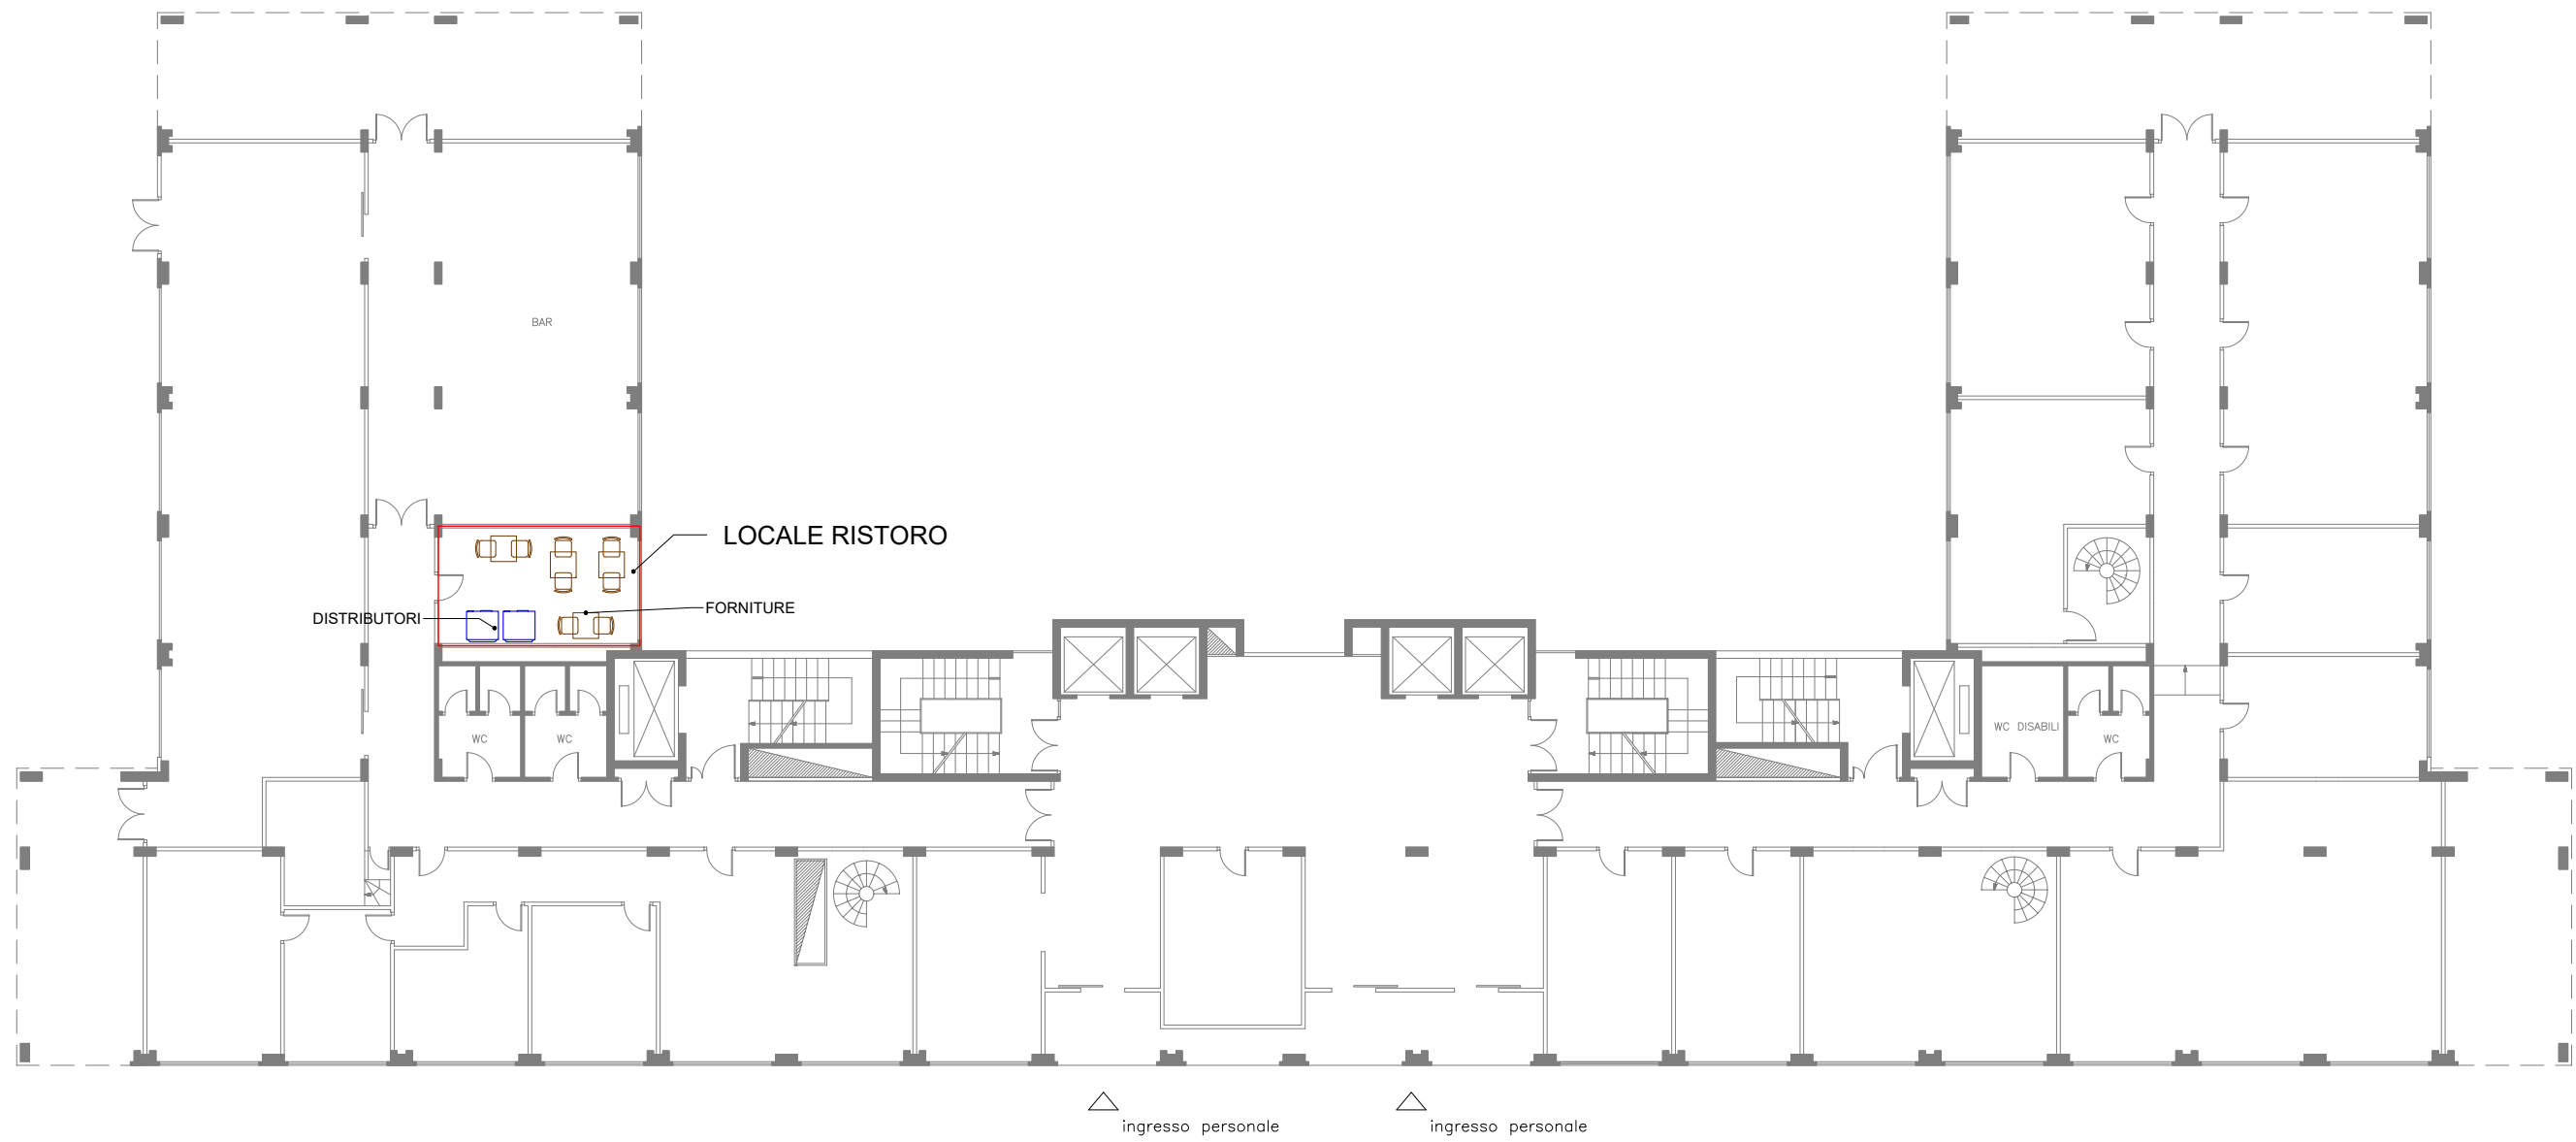 BAR
LOCALE RISTORO
DISTRIBUTORI
FORNITURE
WC
WC
WC DISABILI
WC
ingresso personale
ingresso personale